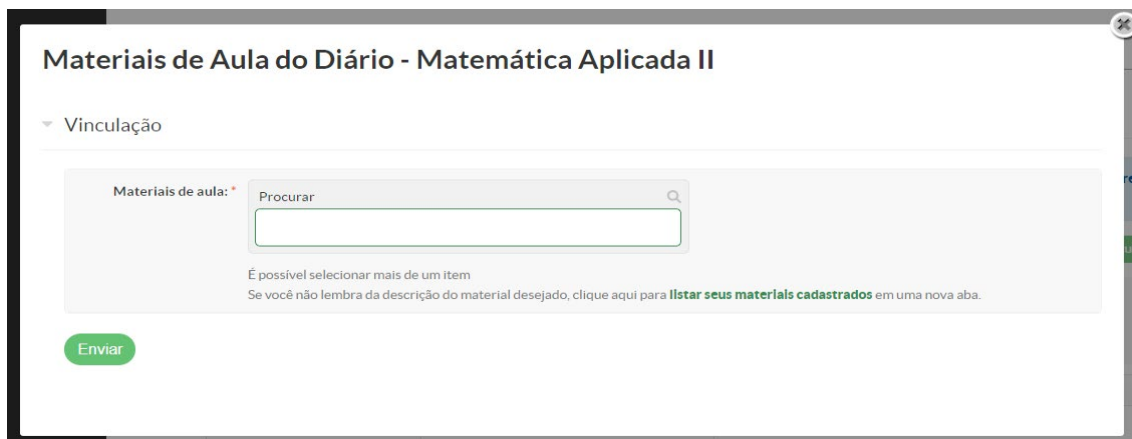 Materiais de Aula do Diário - Matemática Aplicada II
Vinculação
Materiais de aula: *
Procurar
É possível selecionar mais de um item
Se você não lembra da descrição do material desejado, clique aqui para listar seus materiais cadastrados em uma nova aba.
Enviar